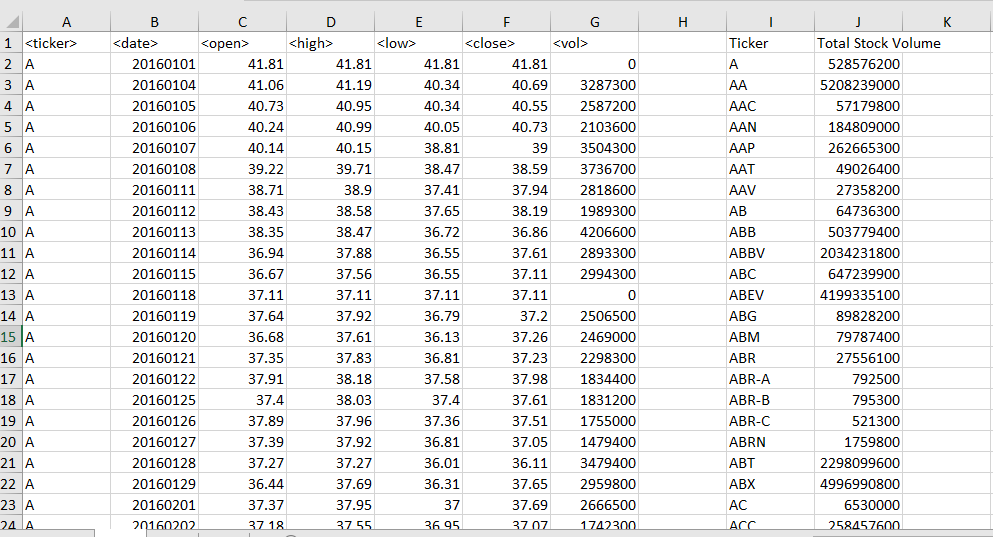 A B C D E F G H I J K
1 <ticker> <date> <open> <high> <low> <close> <vol> Ticker Total Stock Volume
2 A 20160101 41.81 41.81 41.81 41.81 0 A 528576200
3 A 20160104 41.06 41.19 40.34 40.69 3287300 AA 5208239000
4 A 20160105 40.73 40.95 40.34 40.55 2587200 AAC 57179800
5 A 20160106 40.24 40.99 40.05 40.73 2103600 AAN 184809000
6 A 20160107 40.14 40.15 38.81 39 3504300 AAP 262665300
7 A 20160108 39.22 39.71 38.47 38.59 3736700 AAT 49026400
8 A 20160111 38.71 38.9 37.41 37.94 2818600 AAV 27358200
9 A 20160112 38.43 38.58 37.65 38.19 1989300 AB 64736300
10 A 20160113 38.35 38.47 36.72 36.86 4206600 ABB 503779400
11 A 20160114 36.94 37.88 36.55 37.61 2893300 ABBV 2034231800
12 A 20160115 36.67 37.56 36.55 37.11 2994300 ABC 647239900
13 A 20160118 37.11 37.11 37.11 37.11 0 ABEV 4199335100
14 A 20160119 37.64 37.92 36.79 37.2 2506500 ABG 89828200
15 A 20160120 36.68 37.61 36.13 37.26 2469000 ABM 79787400
16 A 20160121 37.35 37.83 36.81 37.23 2298300 ABR 27556100
17 A 20160122 37.91 38.18 37.58 37.98 1834400 ABR-A 792500
18 A 20160125 37.4 38.03 37.4 37.61 1831200 ABR-B 795300
19 A 20160126 37.89 37.96 37.36 37.51 1755000 ABR-C 521300
20 A 20160127 37.39 37.92 36.81 37.05 1479400 ABRN 1759800
21 A 20160128 37.27 37.27 36.01 36.11 3479400 ABT 2298099600
22 A 20160129 36.44 37.69 36.31 37.65 2959800 ABX 4996990800
23 A 20160201 37.37 37.95 37 37.69 2666500 AC 6530000
24 A 20160202 37.18 37.55 36.95 37.07 1742300 ACC 258457600